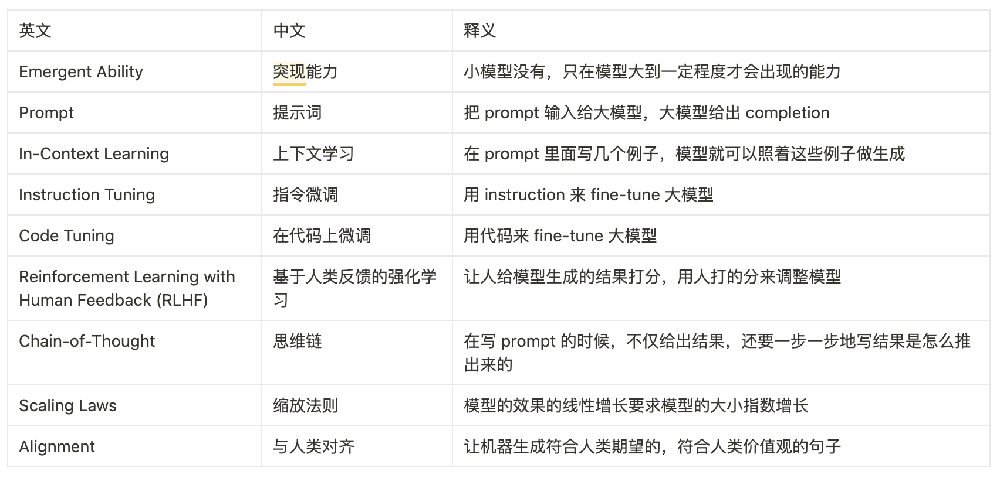 英文
中文
释义
Emergent Ability
突现能力
小模型没有，只在模型大到一定程度才会出现的能力
Prompt
提示词
把 prompt 输入给大模型，大模型给出 completion
In-Context Learning
上下文学习
在 prompt 里面写几个例子，模型就可以照着这些例子做生成
Instruction Tuning
指令微调
用 instruction 来 fine-tune 大模型
Code Tuning
在代码上微调
用代码来 fine-tune 大模型
Reinforcement Learning with
Human Feedback (RLHF)
基于人类反馈的强化学
习
让人给模型生成的结果打分，用人打的分来调整模型
Chain-of-Thought
思维链
在写 prompt 的时候，不仅给出结果，还要一步一步地写结果是怎么推
出来的
Scaling Laws
缩放法则
模型的效果的线性增长要求模型的大小指数增长
Alignment
与人类对齐
让机器生成符合人类期望的，符合人类价值观的句子